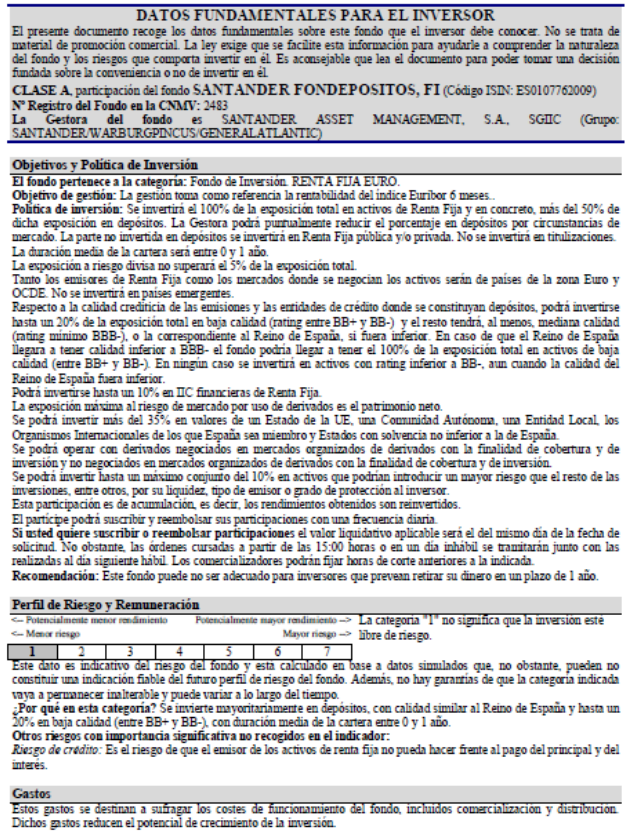 DATOS FUNDAMENTALES PARA EL INVERSOR
El presente documento recoge los datos fundamentales sobre este fondo que el inversor debe conocer. No se trata de
material de promoción comercial. La ley exige que se facilite esta información para ayudarle a comprender la naturaleza
del fondo y los riesgos que comporta invertir en él. Es aconsejable que lea el documento para poder tomar una decisión
fundada sobre la conveniencia o no de invertir en él.
CLASE A, participación del fondo SANTANDER FONDEPOSITOS, FI (Código ISIN: ES0107762009)
Nº Registro del Fondo en la CNMV: 2483
La Gestora del fondo es SANTANDER ASSET MANAGEMENT, S.A., SGIIC (Grupo:
SANTANDER/WARBURGPINCUS/GENERALATLANTIC)
Objetivos y Política de Inversión
El fondo pertenece a la categoría: Fondo de Inversión. RENTA FIJA EURO.
Objetivo de gestión: La gestión toma como referencia la rentabilidad del índice Euribor 6 meses..
Política de inversión: Se invertirá el 100% de la exposición total en activos de Renta Fija y en concreto, más del 50% de
dicha exposición en depósitos. La Gestora podrá puntualmente reducir el porcentaje en depósitos por circunstancias de
mercado. La parte no invertida en depósitos se invertirá en Renta Fija pública y/o privada. No se invertirá en titulizaciones.
La duración media de la cartera será entre 0 y 1 año.
La exposición a riesgo divisa no superará el 5% de la exposición total.
Tanto los emisores de Renta Fija como los mercados donde se negocian los activos serán de países de la zona Euro y
OCDE. No se invertirá en países emergentes.
Respecto a la calidad crediticia de las emisiones y las entidades de crédito donde se constituyan depósitos, podrá invertirse
hasta un 20% de la exposición total en baja calidad (rating entre BB+ y BB-) y el resto tendrá, al menos, mediana calidad
(rating mínimo BBB-), o la correspondiente al Reino de España, si fuera inferior. En caso de que el Reino de España
llegara a tener calidad inferior a BBB- el fondo podría llegar a tener el 100% de la exposición total en activos de baja
calidad (entre BB+ y BB-). En ningún caso se invertirá en activos con rating inferior a BB-, aun cuando la calidad del
Reino de España fuera inferior.
Podrá invertirse hasta un 10% en IIC financieras de Renta Fija.
La exposición máxima al riesgo de mercado por uso de derivados es el patrimonio neto.
Se podrá invertir más del 35% en valores de un Estado de la UE, una Comunidad Autónoma, una Entidad Local, los
Organismos Internacionales de los que España sea miembro y Estados con solvencia no inferior a la de España.
Se podrá operar con derivados negociados en mercados organizados de derivados con la finalidad de cobertura y de
inversión y no negociados en mercados organizados de derivados con la finalidad de cobertura y de inversión.
Se podrá invertir hasta un máximo conjunto del 10% en activos que podrían introducir un mayor riesgo que el resto de las
inversiones, entre otros, por su liquidez, tipo de emisor o grado de protección al inversor.
Esta participación es de acumulación, es decir, los rendimientos obtenidos son reinvertidos.
El partícipe podrá suscribir y reembolsar sus participaciones con una frecuencia diaria.
Si usted quiere suscribir o reembolsar participaciones el valor liquidativo aplicable será el del mismo día de la fecha de
solicitud. No obstante, las órdenes cursadas a partir de las 15:00 horas o en un día inhábil se tramitarán junto con las
realizadas al día siguiente hábil. Los comercializadores podrán fijar horas de corte anteriores a la indicada.
Recomendación: Este fondo puede no ser adecuado para inversores que prevean retirar su dinero en un plazo de 1 año.
Perfil de Riesgo y Remuneración
<-- Potencialmente menor rendimiento Potencialmente mayor rendimiento -->
<-- Menor riesgo Mayor riesgo -->
1 2 3 4 5 6 7
La categoría "1" no significa que la inversión esté
libre de riesgo.
Este dato es indicativo del riesgo del fondo y está calculado en base a datos simulados que, no obstante, pueden no
constituir una indicación fiable del futuro perfil de riesgo del fondo. Además, no hay garantías de que la categoría indicada
vaya a permanecer inalterable y puede variar a lo largo del tiempo.
¿Por qué en esta categoría? Se invierte mayoritariamente en depósitos, con calidad similar al Reino de España y hasta un
20% en baja calidad (entre BB+ y BB-), con duración media de la cartera entre 0 y 1 año.
Otros riesgos con importancia significativa no recogidos en el indicador:
Riesgo de crédito: Es el riesgo de que el emisor de los activos de renta fija no pueda hacer frente al pago del principal y del
interés.
Gastos
Estos gastos se destinan a sufragar los costes de funcionamiento del fondo, incluidos comercialización y distribución.
Dichos gastos reducen el potencial de crecimiento de la inversión.